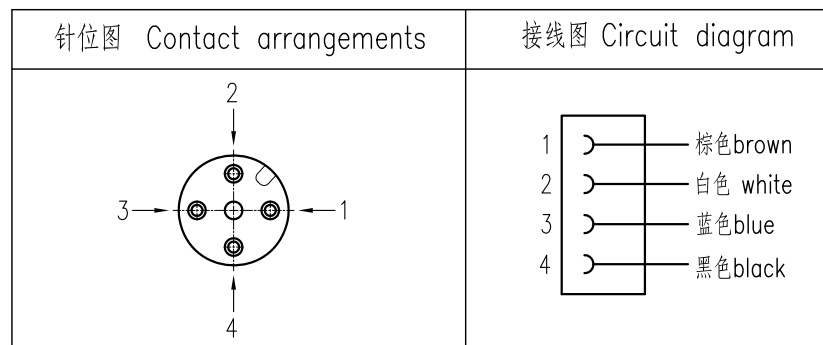 针位图 Contact arrangements
接线图 Circuit diagram
2
3
1
4
1 棕色brown
2 白色 white
3 蓝色blue
4 黑色black